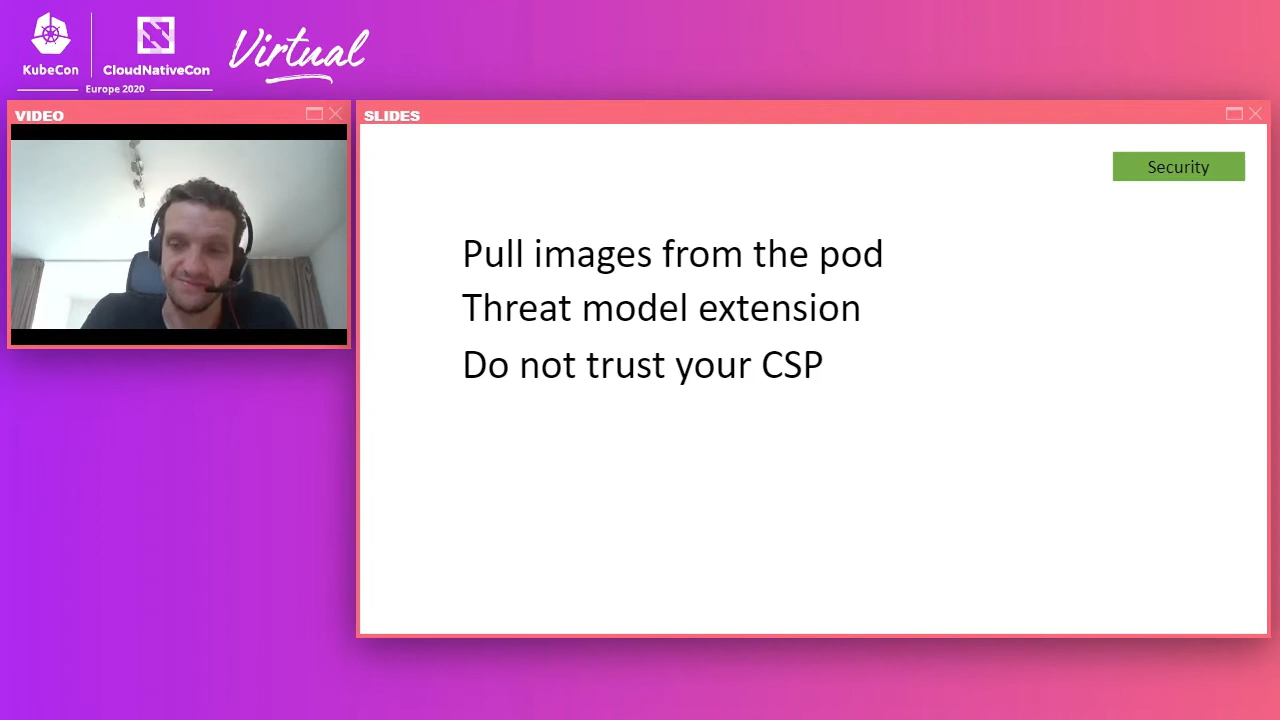 KubeCon
CloudNativeCon
Europe 2020
Virtual
VIDEO
SLIDES
Security
Pull images from the pod
Threat model extension
Do not trust your CSP